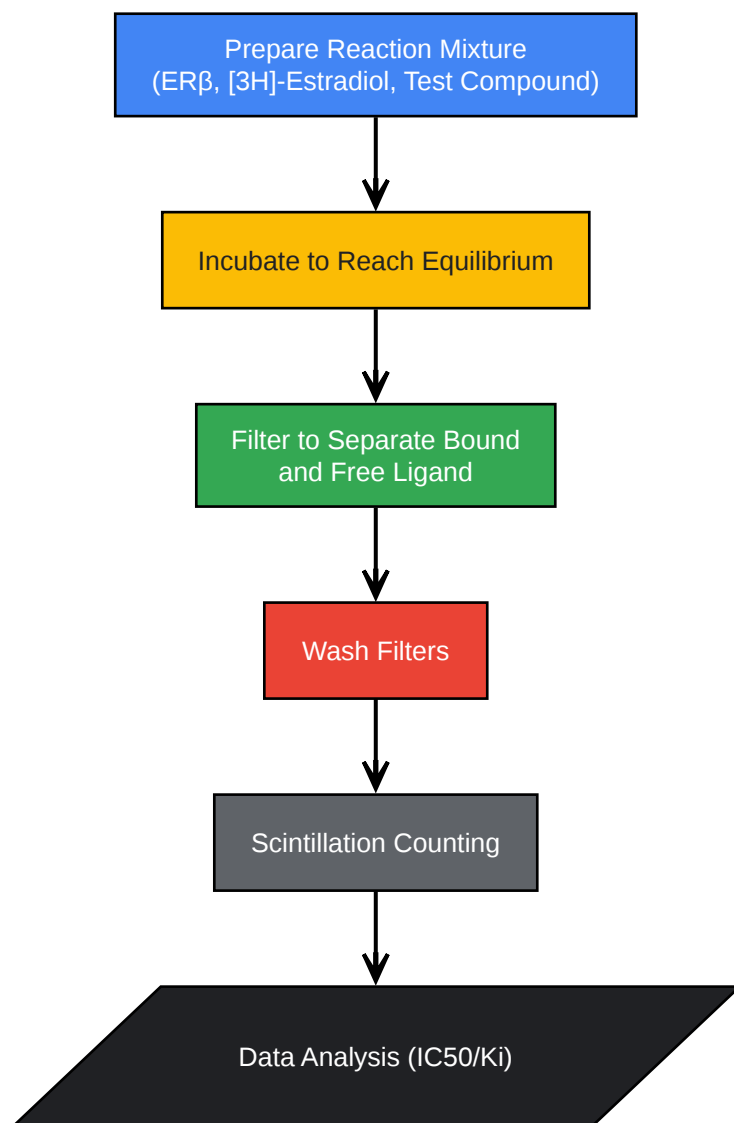 Prepare Reaction Mixture
(ERβ, [3H]-Estradiol, Test Compound)
Incubate to Reach Equilibrium
Filter to Separate Bound
and Free Ligand
Wash Filters
Scintillation Counting
Data Analysis (IC50/Ki)